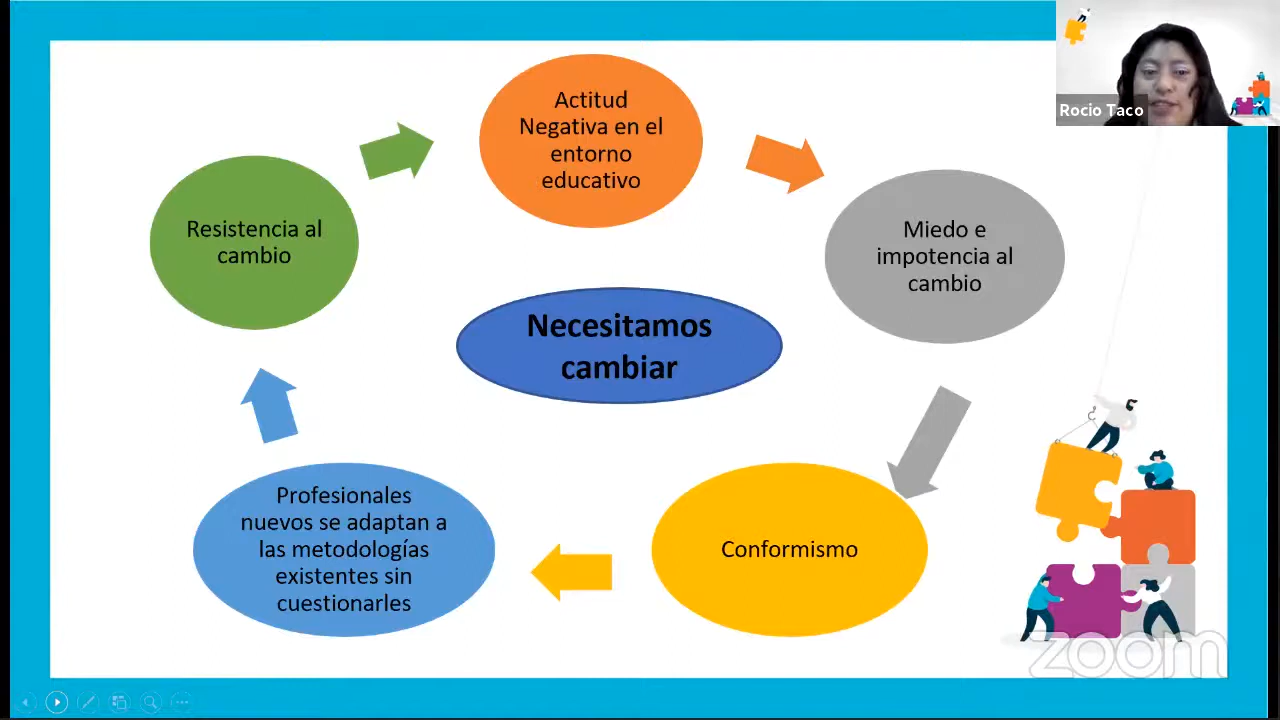 Actitud
Negativa en el
entorno
educativo
Rocio Taco
Resistencia al
cambio
Miedo e
impotencia al
cambio
Necesitamos
cambiar
Profesionales
nuevos se adaptan a
las metodologías
existentes sin
cuestionarles
Conformismo
zoom